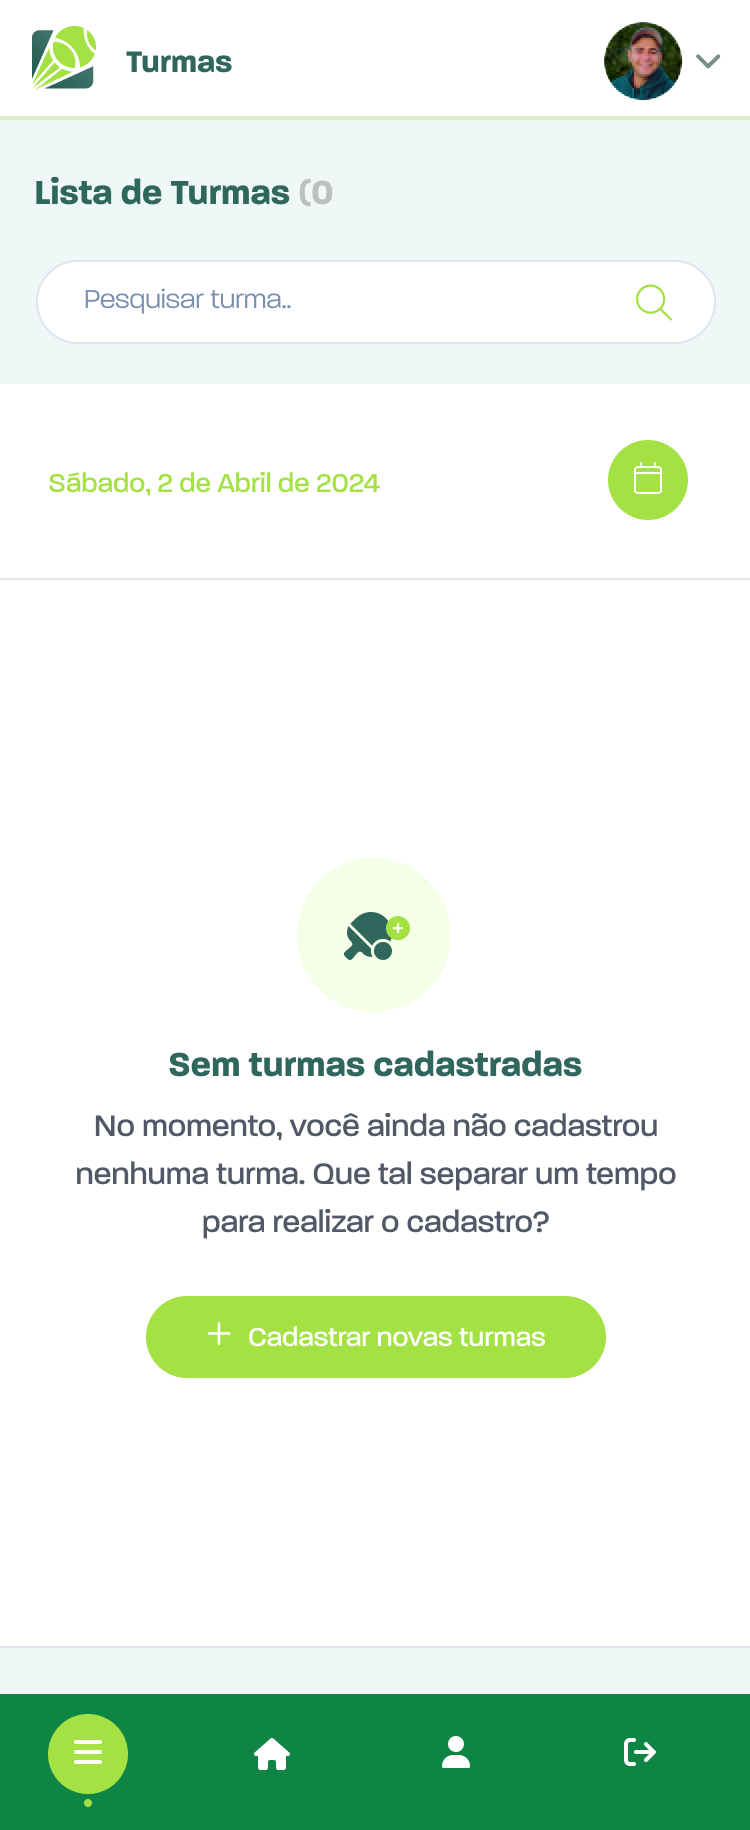 Turmas
Lista de Turmas (0
Pesquisar turma..
Sábado, 2 de Abril de 2024
Sem turmas cadastradas
No momento, você ainda não cadastrou
nenhuma turma. Que tal separar um tempo
para realizar o cadastro?
Cadastrar novas turmas